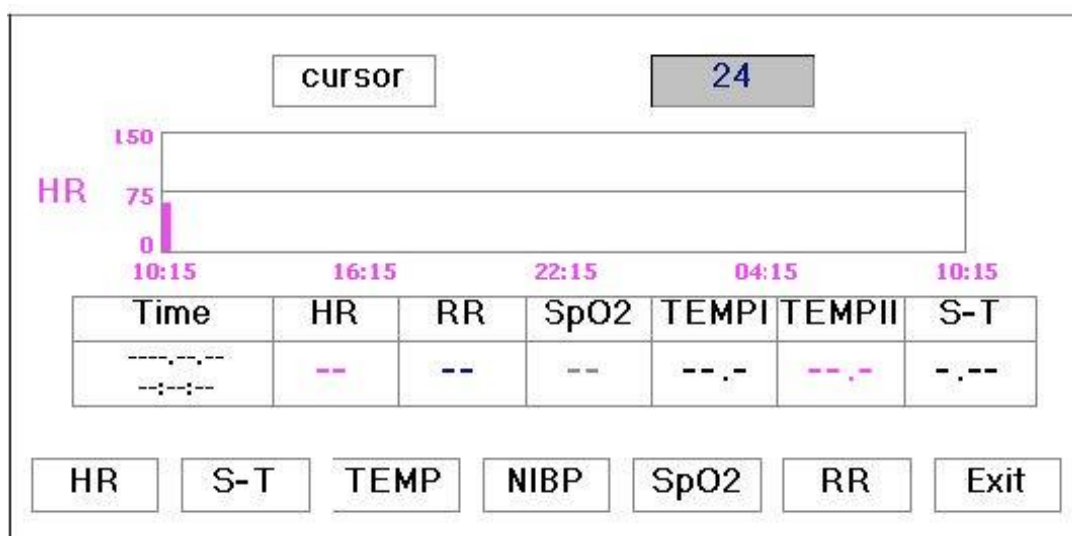 cursor 24
150
HR 75
0
10:15 16:15 22:15 04:15 10:15
Time HR RR SpO2 TEMPI TEMPII S-T
----.--.-- -- -- -- --.- --.- -.--
--:--:--
HR S-T TEMP NIBP SpO2 RR Exit